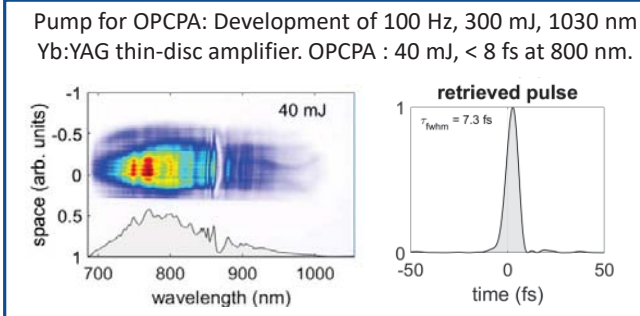 Pump for OPCPA: Development of 100 Hz, 300 mJ, 1030 nm
Yb:YAG thin-disc amplifier. OPCPA : 40 mJ, < 8 fs at 800 nm.
40 mJ
space (arb. units)
-1
-0.5
0
0.5
1
700 800 900 1000
wavelength (nm)
retrieved pulse
τfwhm = 7.3 fs
1
0
-50 0 50
time (fs)